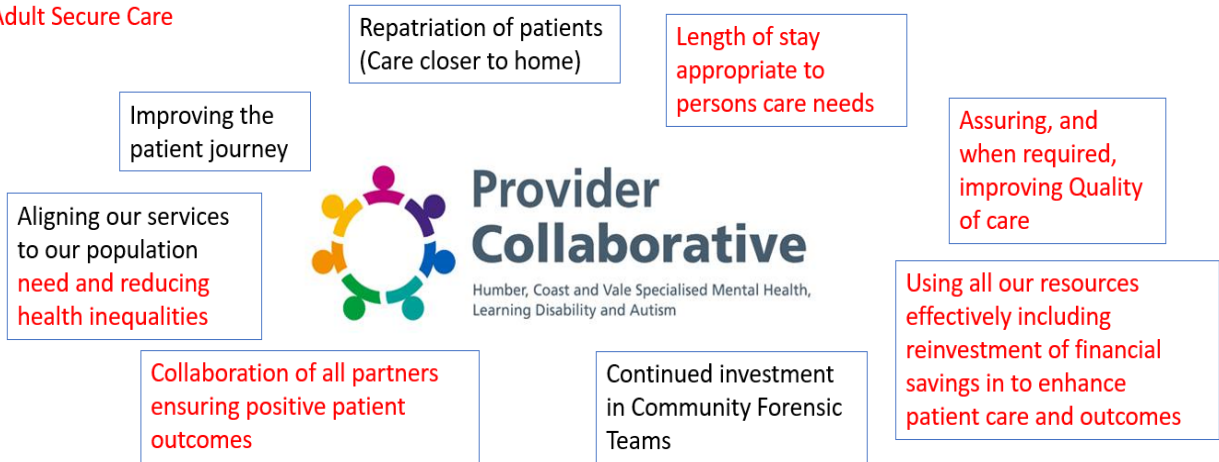 Adult Secure Care
Repatriation of patients
(Care closer to home)
Length of stay
appropriate to
persons care needs
Improving the
patient journey
Assuring, and
when required,
improving Quality
of care
Provider
Collaborative
Humber, Coast and Vale Specialised Mental Health,
Learning Disability and Autism
Aligning our services
to our population
need and reducing
health inequalities
Using all our resources
effectively including
reinvestment of financial
savings in to enhance
patient care and outcomes
Collaboration of all partners
ensuring positive patient
outcomes
Continued investment
in Community Forensic
Teams